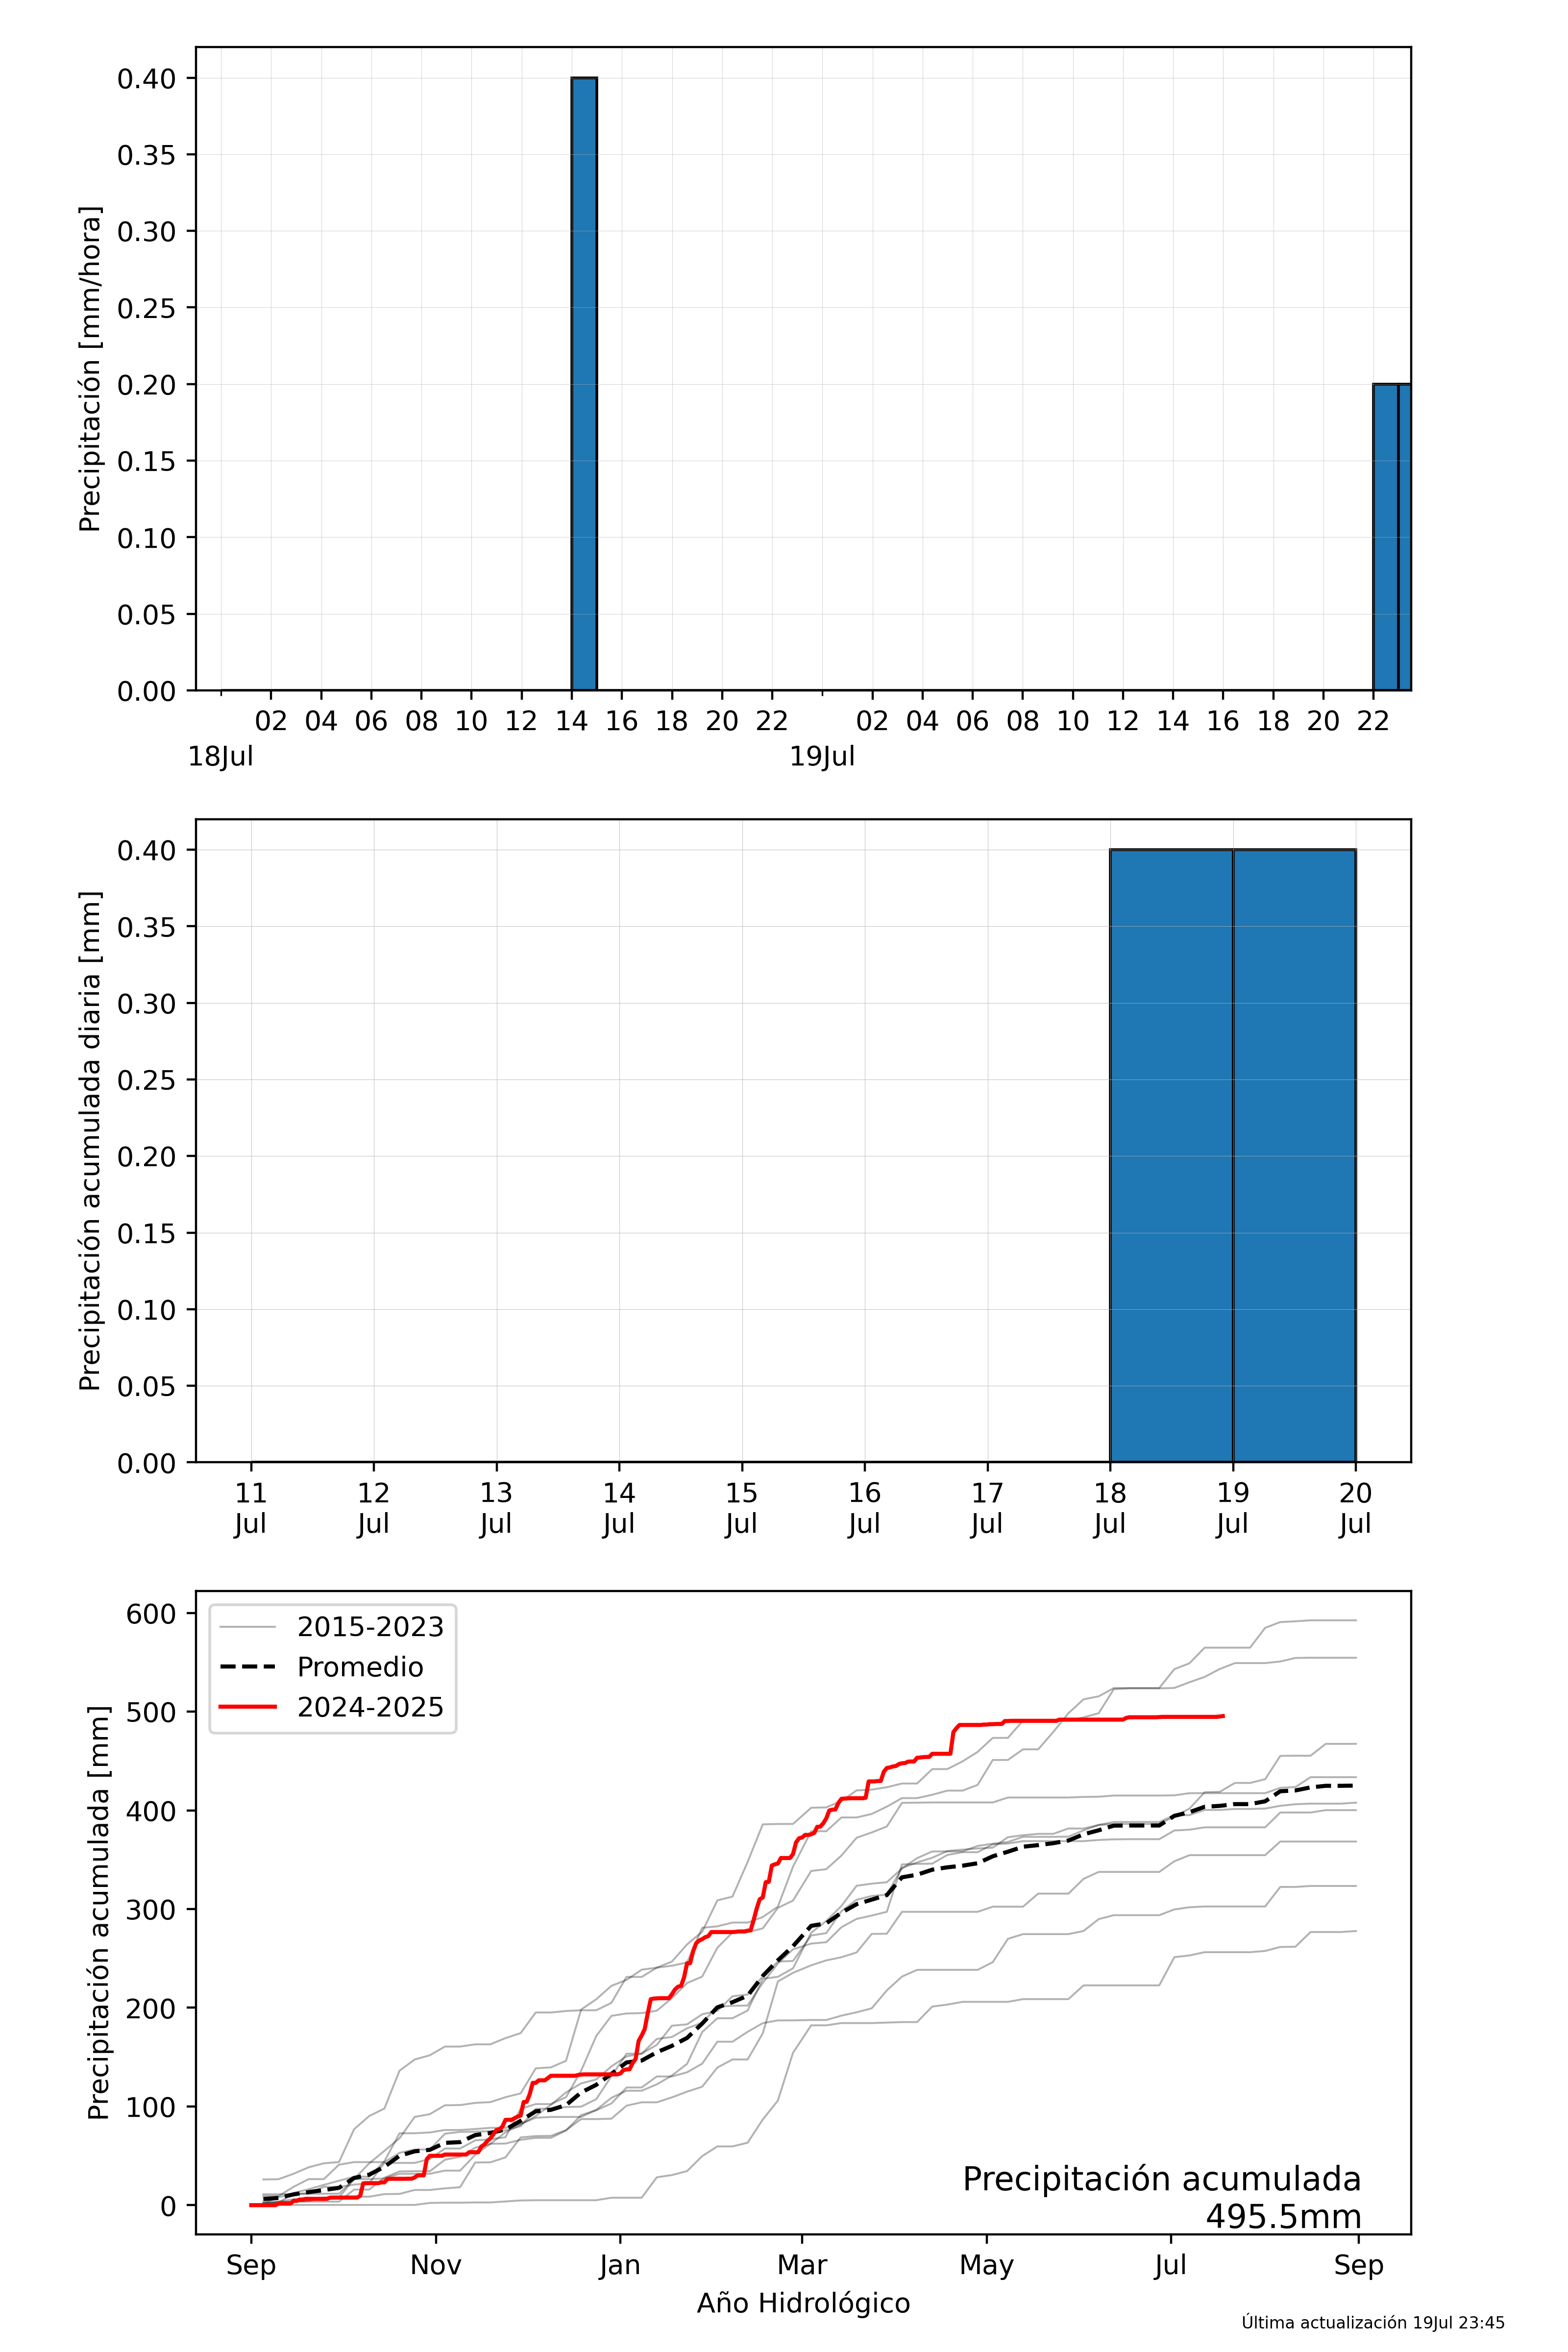 Precipitación [mm/hora]
0.40
0.35
0.30
0.25
0.20
0.15
0.10
0.05
0.00
02 04 06 08 10 12 14 16 18 20 22 02 04 06 08 10 12 14 16 18 20 22
18Jul 19Jul
Precipitación acumulada diaria [mm]
0.40
0.35
0.30
0.25
0.20
0.15
0.10
0.05
0.00
11 12 13 14 15 16 17 18 19 20
Jul Jul Jul Jul Jul Jul Jul Jul Jul Jul
Precipitación acumulada [mm]
600
500
400
300
200
100
0
2015-2023
Promedio
2024-2025
Precipitación acumulada
495.5mm
Sep Nov Jan Mar May Jul Sep
Año Hidrológico
Última actualización 19Jul 23:45